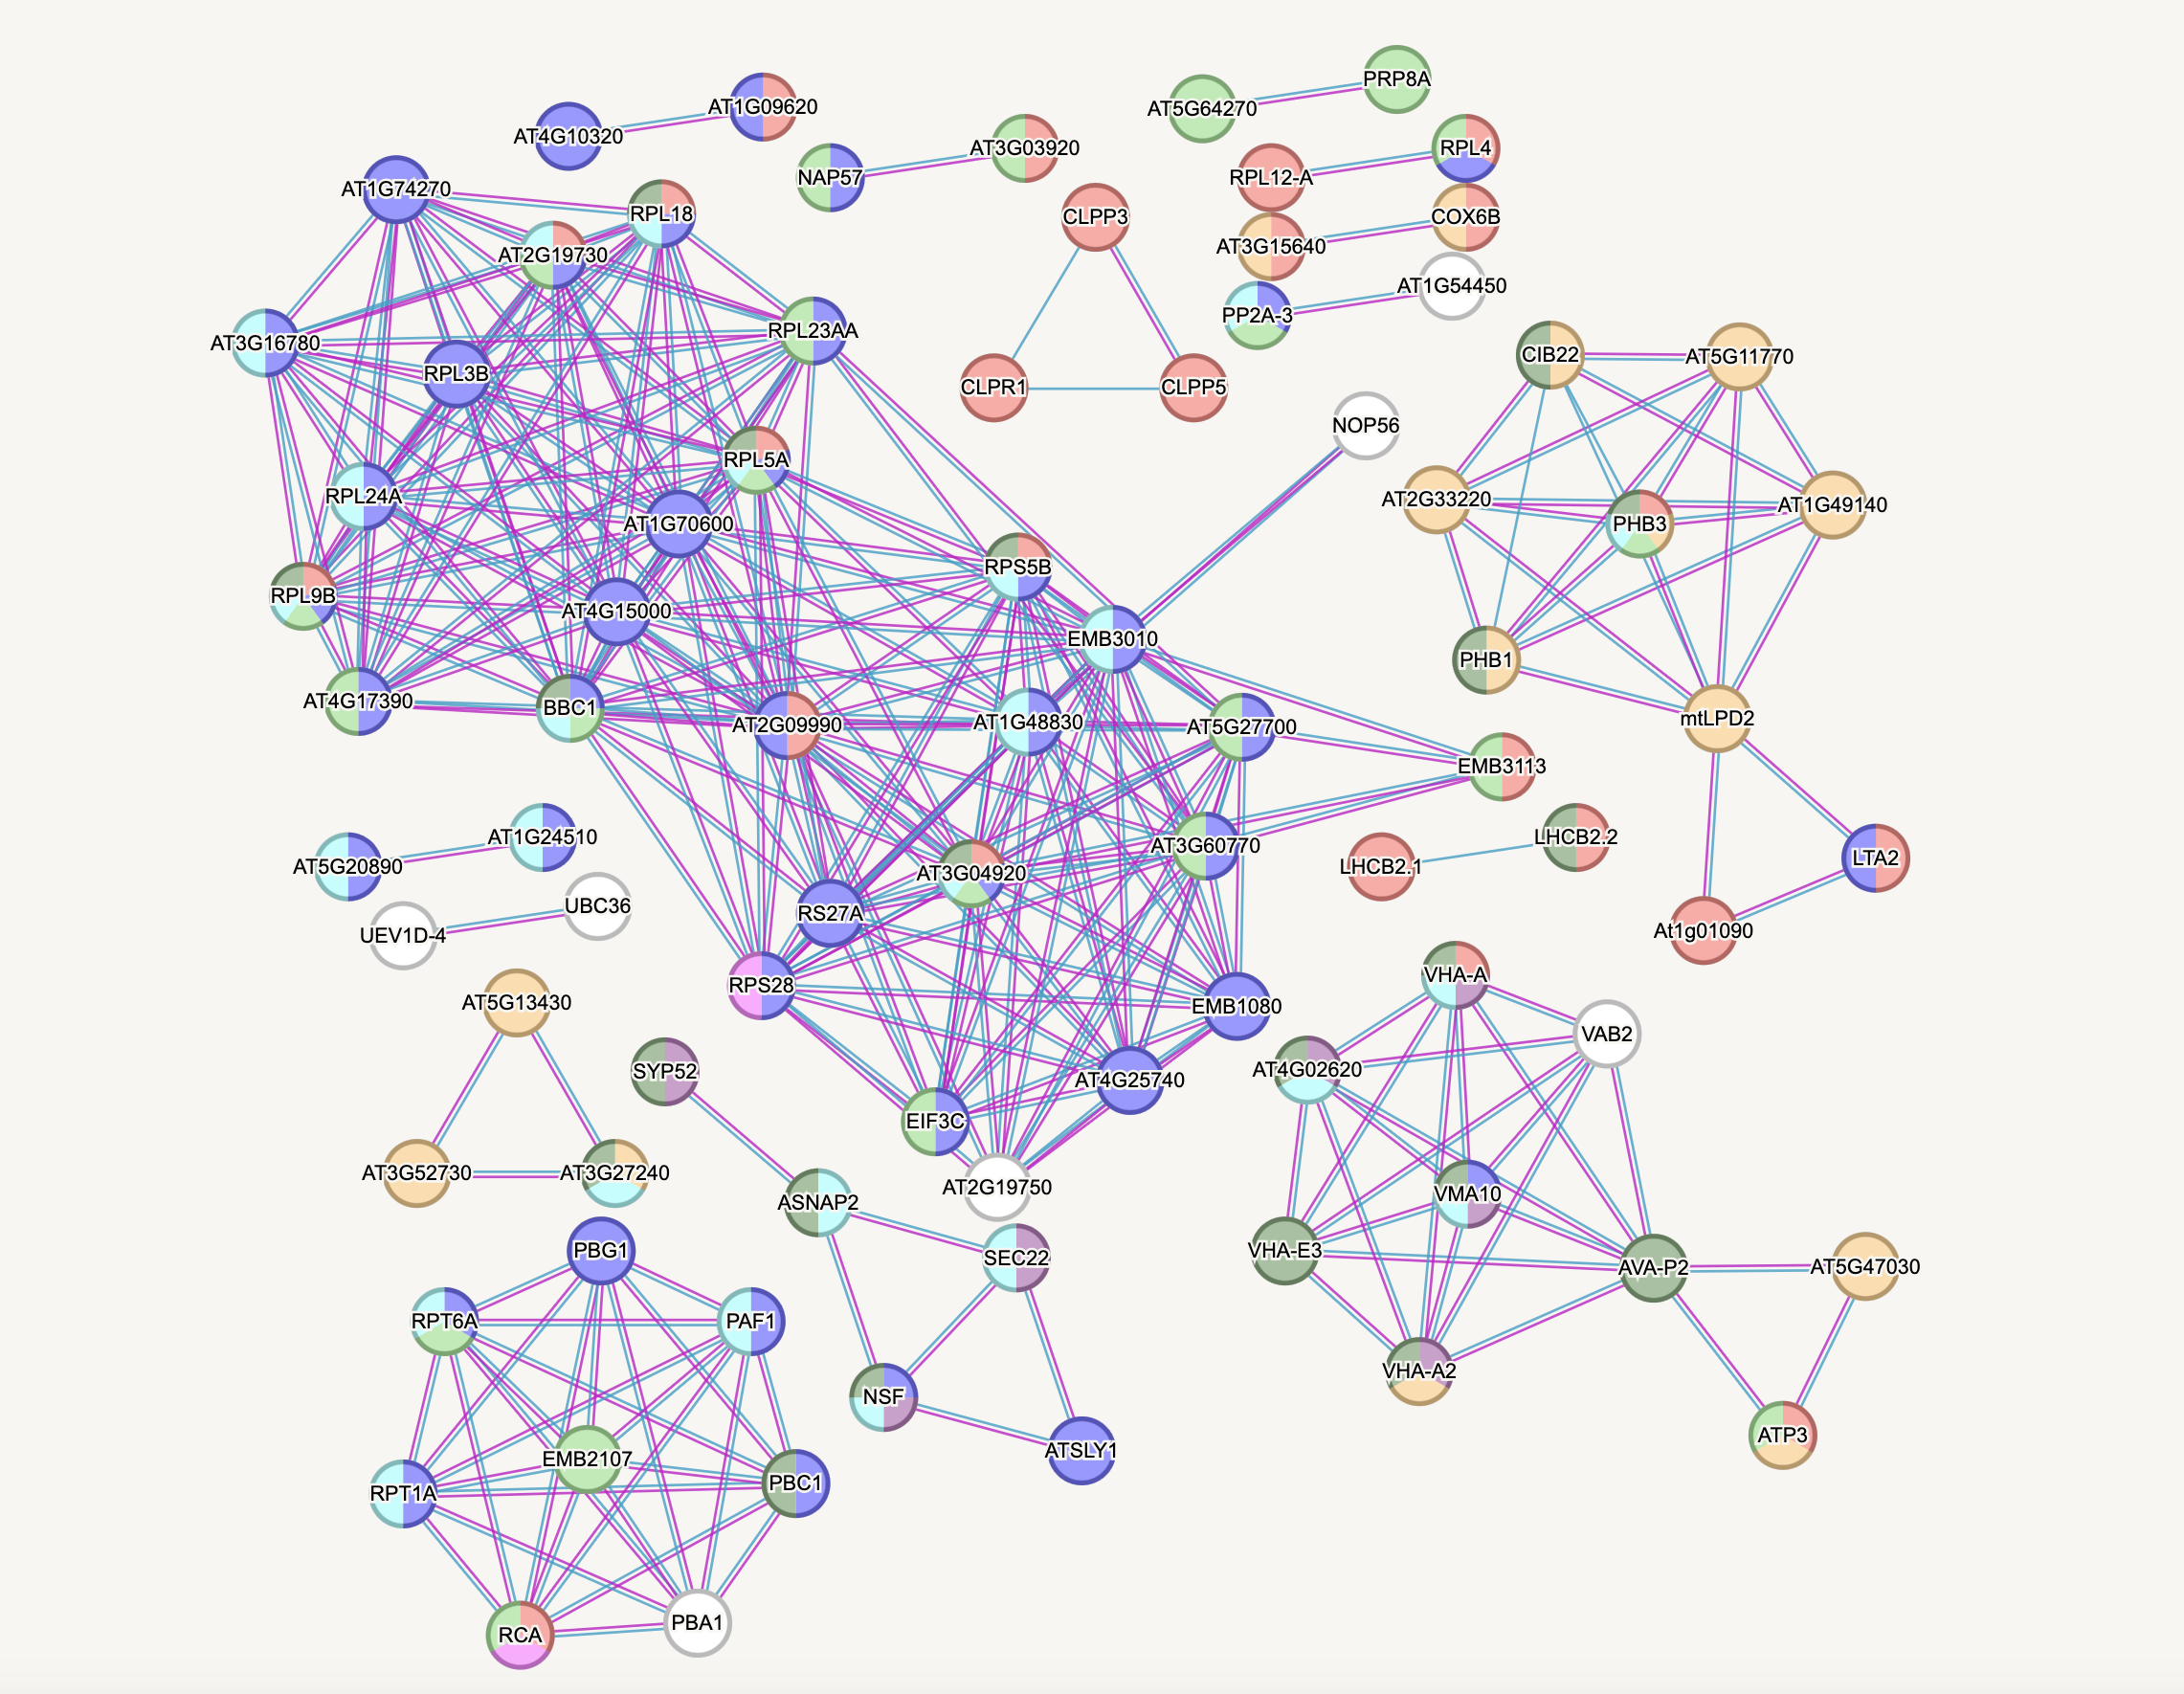 PRP8A
AT1G09620
AT5G64270
AT4G10320
AT3G03920
RPL4
NAP57
RPL12-A
AT1G74270
RPL18
CLPP3
COX6B
AT2G19730
AT3G15640
AT1G54450
PP2A-3
RPL23AA
AT3G16780
CIB22
AT5G11770
RPL3B
CLPR1
CLPP5
NOP56
RPL5A
RPL24A
AT2G33220
AT1G49140
AT1G70600
PHB3
RPS5B
RPL9B
AT4G15000
EMB3010
PHB1
AT4G17390
BBC1
mtLPD2
AT2G09990
AT1G48830
AT5G27700
EMB3113
AT1G24510
LHCB2.2
AT3G60770
LTA2
AT5G20890
LHCB2.1
AT3G04920
UBC36
RS27A
At1g01090
UEV1D-4
VHA-A
RPS28
AT5G13430
EMB1080
VAB2
SYP52
AT4G02620
AT4G25740
EIF3C
AT3G52730
AT3G27240
AT2G19750
VMA10
ASNAP2
PBG1
SEC22
VHA-E3
AVA-P2
AT5G47030
RPT6A
PAF1
VHA-A2
NSF
ATP3
ATSLY1
EMB2107
PBC1
RPT1A
PBA1
RCA